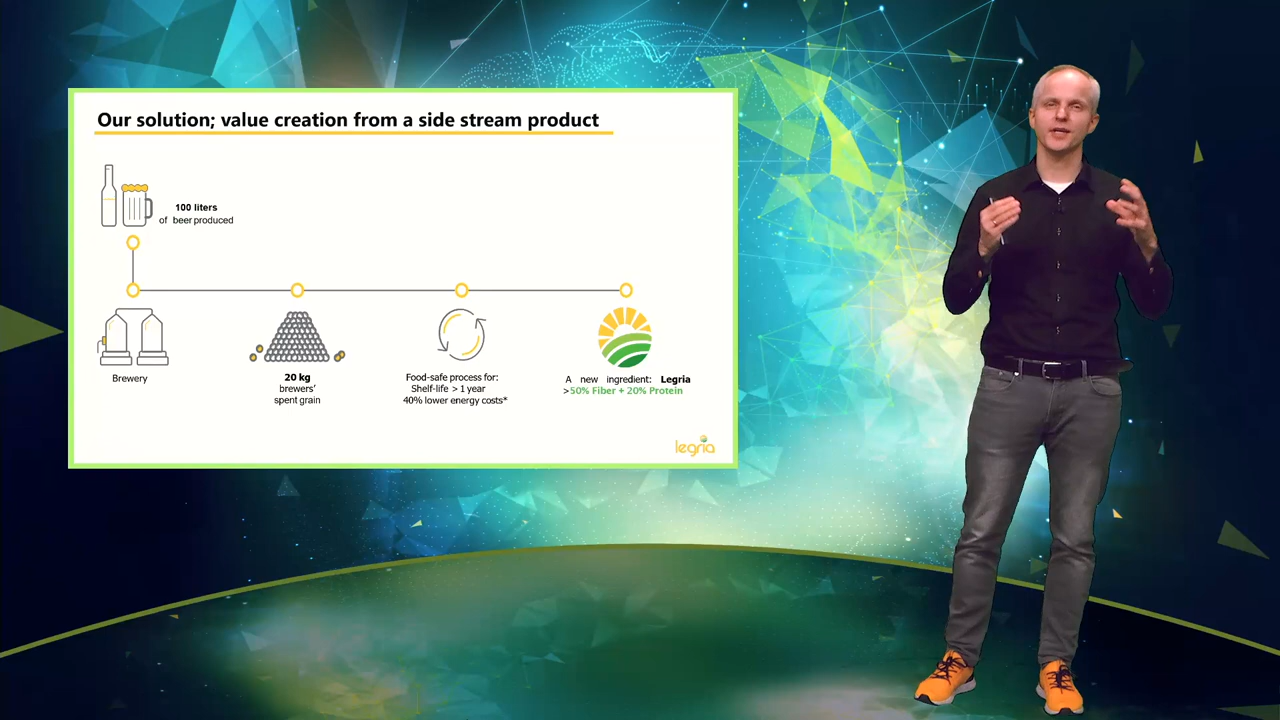 Our solution; value creation from a side stream product
100 liters
of beer produced
Brewery
20 kg
brewers’
spent grain
Food-safe process for:
Shelf-life > 1 year
40% lower energy costs*
A new ingredient: Legria
>50% Fiber + 20% Protein
legria